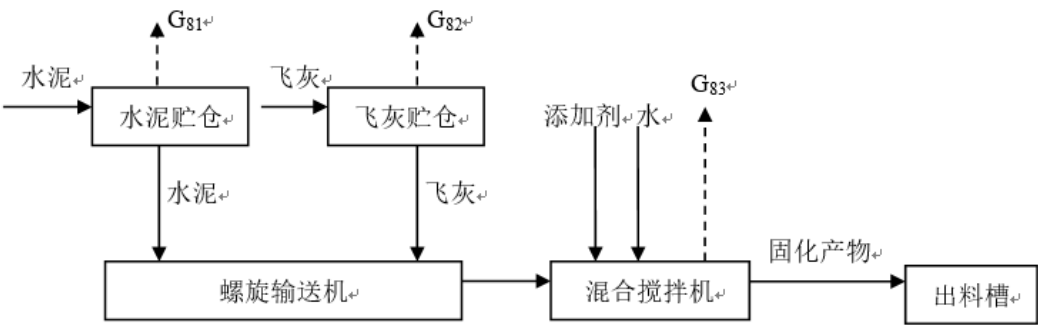 G81
G82
水泥
飞灰
G83
水泥贮仓
飞灰贮仓
添加剂 水
水泥
飞灰
固化产物
螺旋输送机
混合搅拌机
出料槽